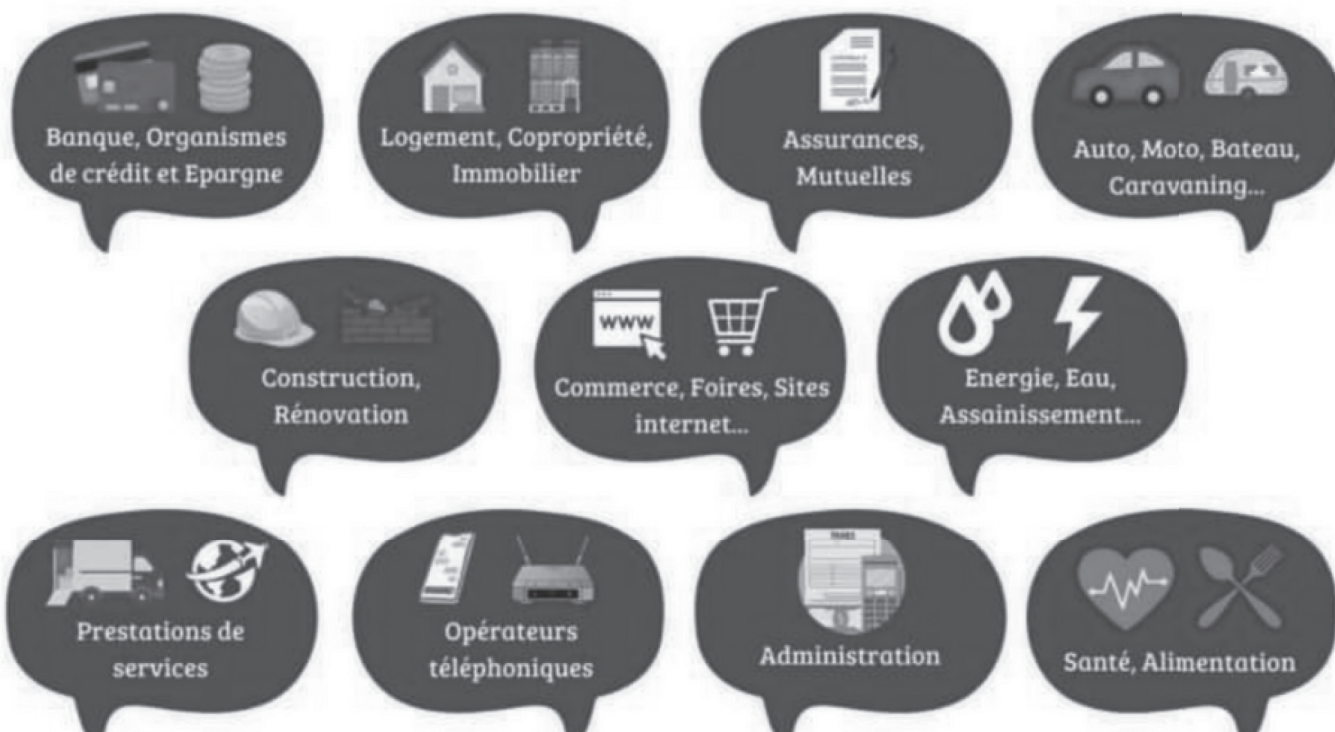 Banque, Organismes
de crédit et Epargne
Logement, Copropriété,
Immobilier
Assurances,
Mutuelles
Auto, Moto, Bateau,
Caravaning...
Construction,
Rénovation
www
Commerce, Foires, Sites
internet...
Energie, Eau,
Assainissement...
Prestations de
services
Opérateurs
téléphoniques
Administration
Santé, Alimentation